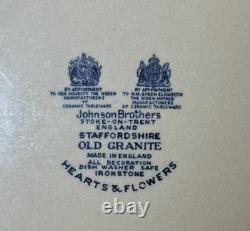 BY APPOINTMENT
TO HER MAJESTY THE QUEEN
MANUFACTURERS
OF
CERAMIC TABLEWARE
BY APPOINTMENT
TO H.M. QUEEN ELIZABETH
THE QUEEN MOTHER
MANUFACTURERS
OF CERAMIC TABLEWARE
Johnson Brothers
STOKE-ON-TRENT
ENGLAND
STAFFORDSHIRE
OLD GRANITE
MADE IN ENGLAND
ALL DECORATION
DISH WASHER SAFE
IRONSTONE
HEARTS & FLOWERS